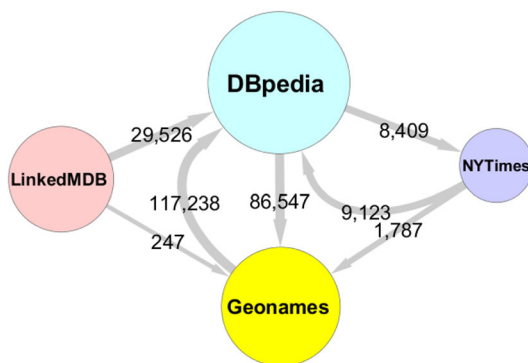 DBpedia
29,526
8,409
LinkedMDB
NYTimes
117,238
86,547
9,123
1,787
247
Geonames